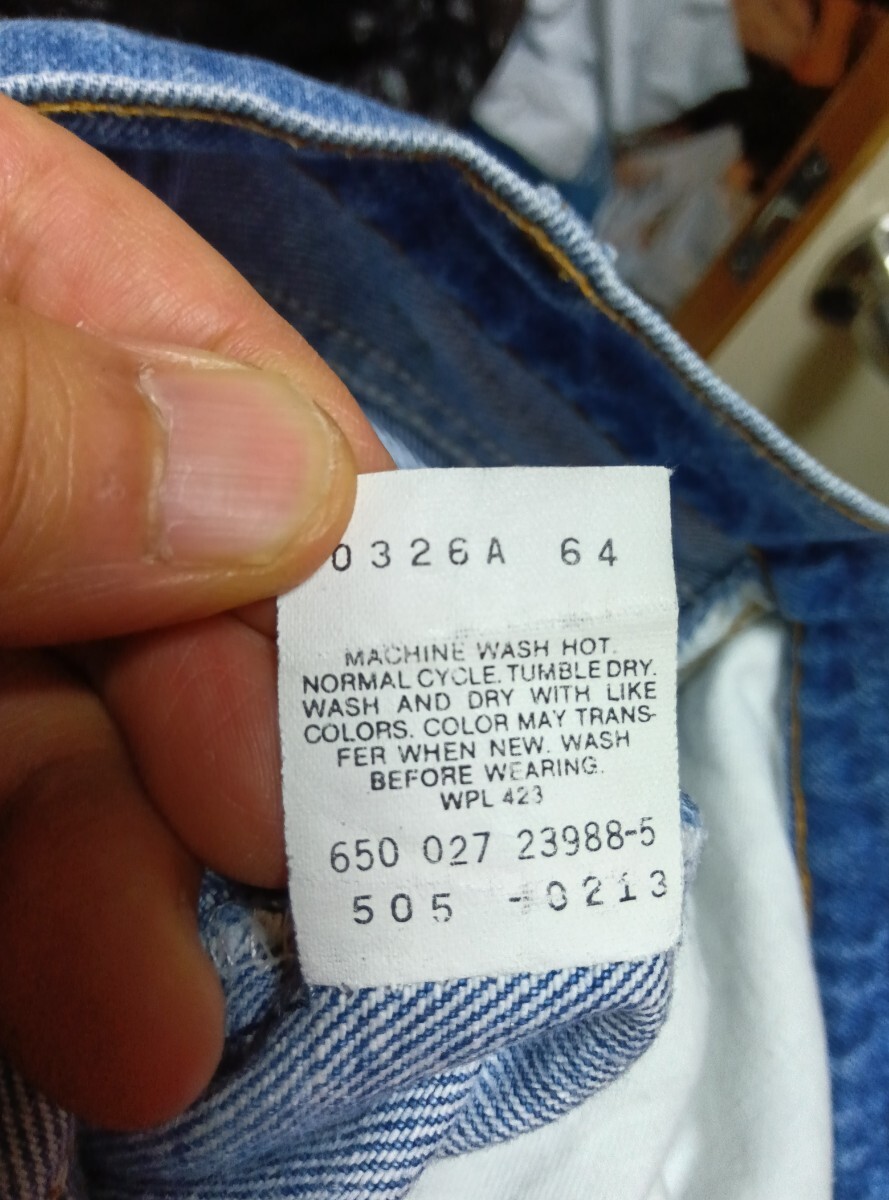 0326A 64
MACHINE WASH HOT.
NORMAL CYCLE. TUMBLE DRY.
WASH AND DRY WITH LIKE
COLORS. COLOR MAY TRANS-
FER WHEN NEW. WASH
BEFORE WEARING.
WPL 423
650 027 23988-5
505 -0213